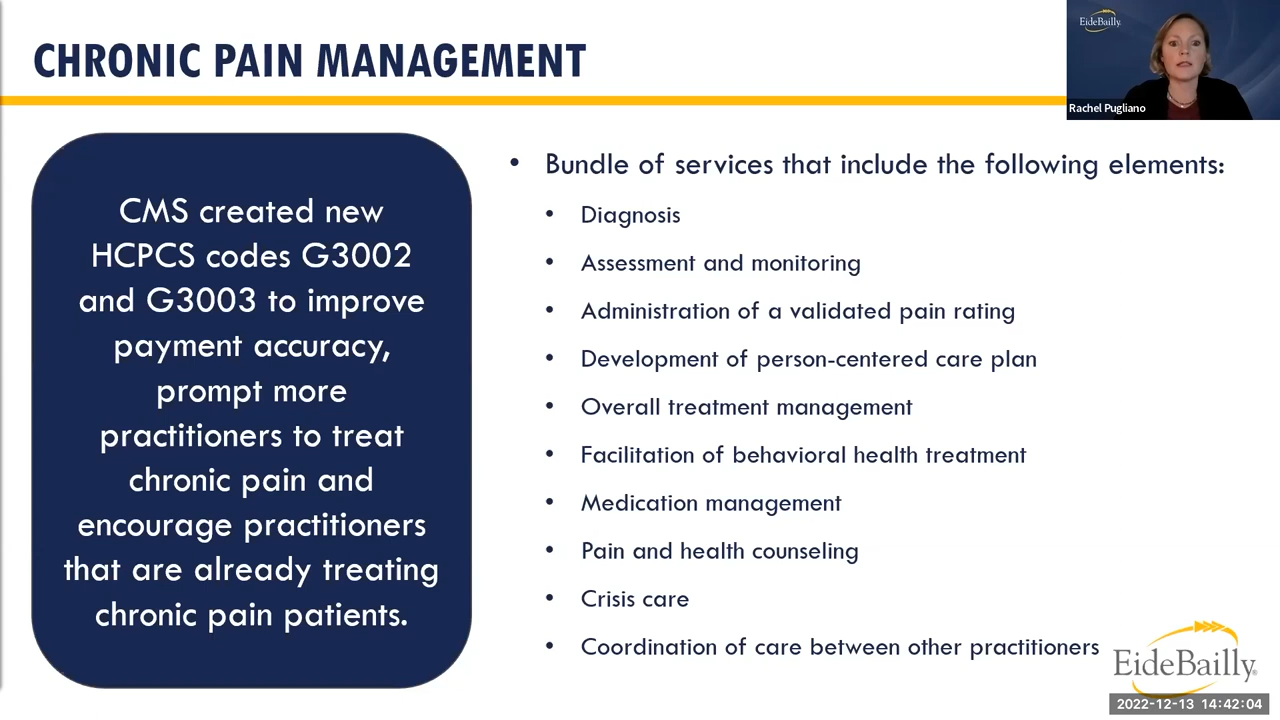 CHRONIC PAIN MANAGEMENT
EideBailly.
Rachel Pugliano
CMS created new
HCPCS codes G3002
and G3003 to improve
payment accuracy,
prompt more
practitioners to treat
chronic pain and
encourage practitioners
that are already treating
chronic pain patients.
• Bundle of services that include the following elements:
• Diagnosis
• Assessment and monitoring
• Administration of a validated pain rating
• Development of person-centered care plan
• Overall treatment management
• Facilitation of behavioral health treatment
• Medication management
• Pain and health counseling
• Crisis care
• Coordination of care between other practitioners
EideBailly®
2022-12-13 14:42:04